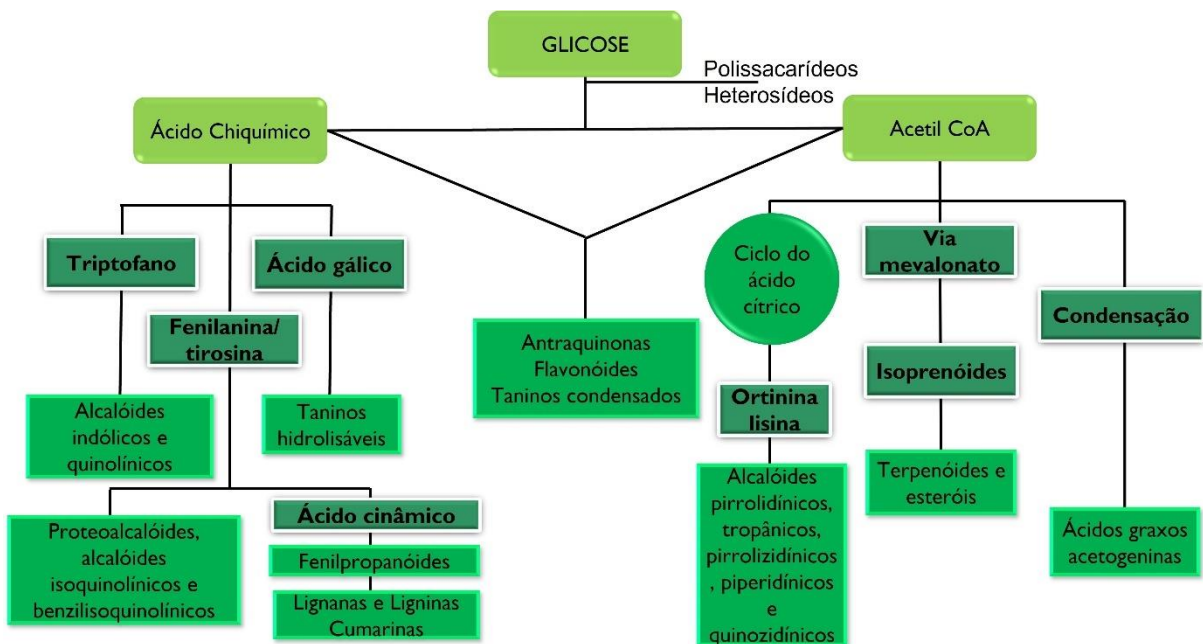 GLICOSE
Polissacarídeos
Heterosídeos
Ácido Chiquímico
Acetil CoA
Triptofano
Ácido gálico
Fenilanina/
tirosina
Alcalóides
indólicos e
quinolínicos
Taninos
hidrolisáveis
Proteoalcalóides,
alcalóides
isoquinolínicos e
benzilisoquinolínicos
Ácido cinâmico
Fenilpropanóides
Lignanas e Ligninas
Cumarinas
Antraquinonas
Flavonóides
Taninos condensados
Ciclo do
ácido
cítrico
Ortinina
lisina
Alcalóides
pirrolidínicos,
tropânicos,
pirrolizidínicos
, piperidínicos
e
quinozidínicos
Via
mevalonato
Isoprenóides
Terpenóides e
esteróis
Condensação
Ácidos graxos
acetogeninas